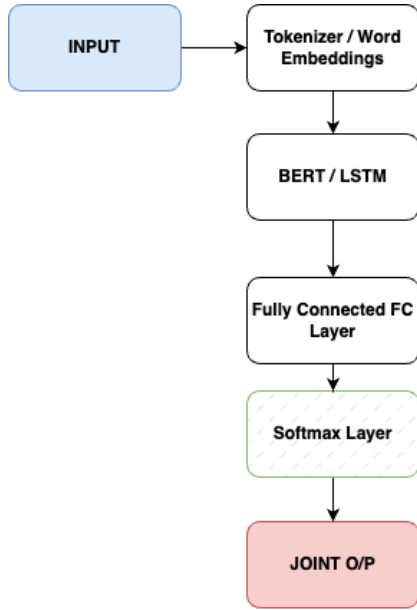 INPUT
Tokenizer / Word
Embeddings
BERT / LSTM
Fully Connected FC
Layer
Softmax Layer
JOINT O/P